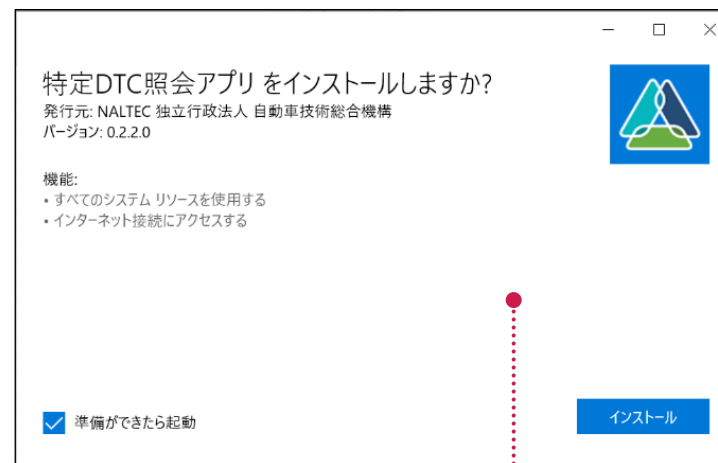 特定DTC照会アプリ をインストールしますか?
発行元: NALTEC 独立行政法人 自動車技術総合機構
バージョン: 0.2.2.0
機能:
• すべてのシステム リソースを使用する
• インターネット接続にアクセスする
準備ができたら起動
インストール